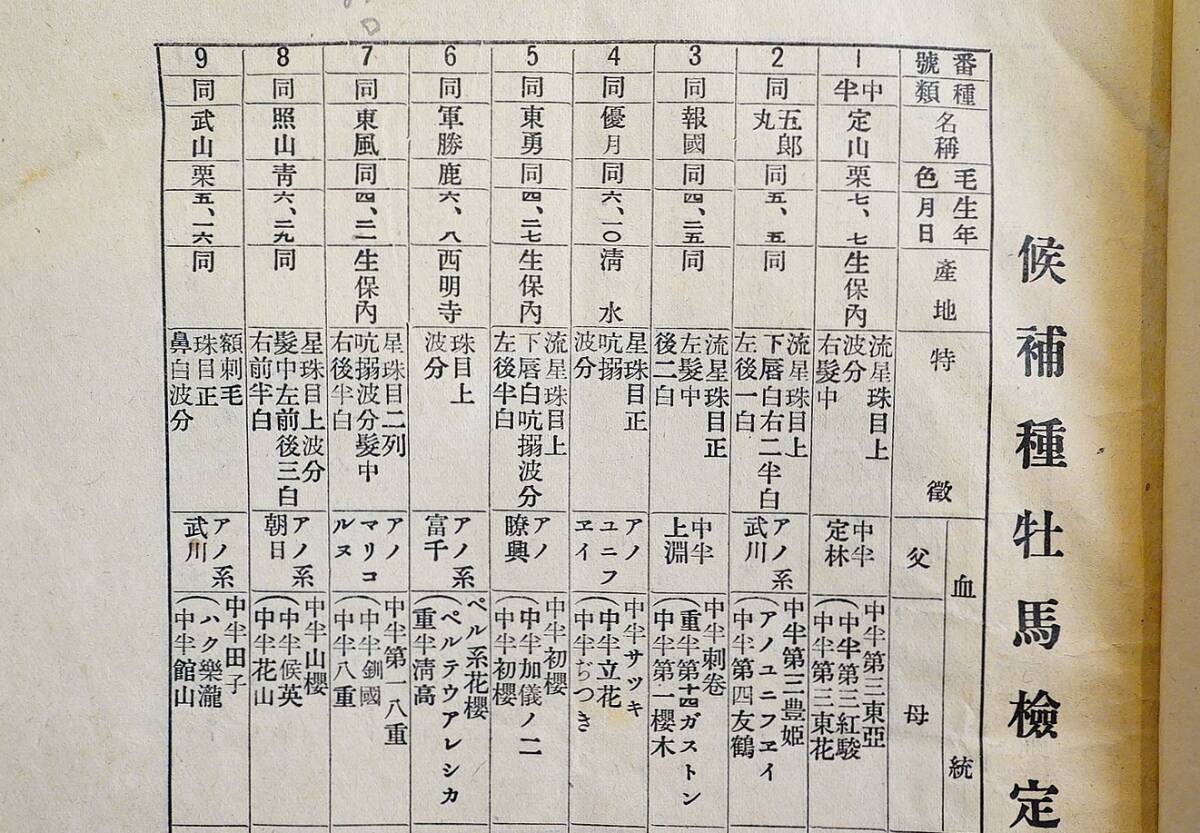 候補種牡馬檢定
番號
種類
名稱
毛色
生年月日
產地
特徵
血統
父
母
1
中半
定山
栗
七、七
生保內
流星珠目上
波分
右髮中
中半
定林
中半第三東亞
(中半第三紅駿
中半第三東花
2
同
五郎丸
同
五、五
同
流星珠目上
下唇白右二半白
左後一白
アノ系
武川
中半第三豊姫
(アノユニフヱイ
中半第四友鶴
3
同
報國
同
四、二五
同
流星珠目正
左髮中
後二白
中半
上淵
中半刺卷
(重半第十四ガストン
中半第一櫻木
4
同
優月
同
六、一〇
淸水
星珠目正
吭搦
波分
アノ
ユニフ
ヱイ
中半サツキ
(中半立花
中半ぢつき
5
同
東勇
同
四、二七
生保內
流星珠目上
下唇白吭搦波分
左後半白
アノ
瞭興
中半初櫻
(中半加儀ノ二
中半初櫻
6
同
軍勝
鹿
六、八
西明寺
珠目上
波分
アノ系
富千
ペル系花櫻
(ペルテウアレシカ
重半淸高
7
同
東風
同
四、二一
生保內
星珠目二列
吭搦波分髮中
右後半白
アノ
マリコ
ルヌ
中半第一八重
(中半釧國
中半八重
8
同
照山
靑
六、二九
同
星珠目上波分
髮中左前後三白
右前半白
アノ系
朝日
中半山櫻
(中半候英
中半花山
9
同
武山
栗
五、一六
同
額刺毛
珠目正
鼻白波分
アノ系
武川
中半田子
(ハク樂瀧
中半館山